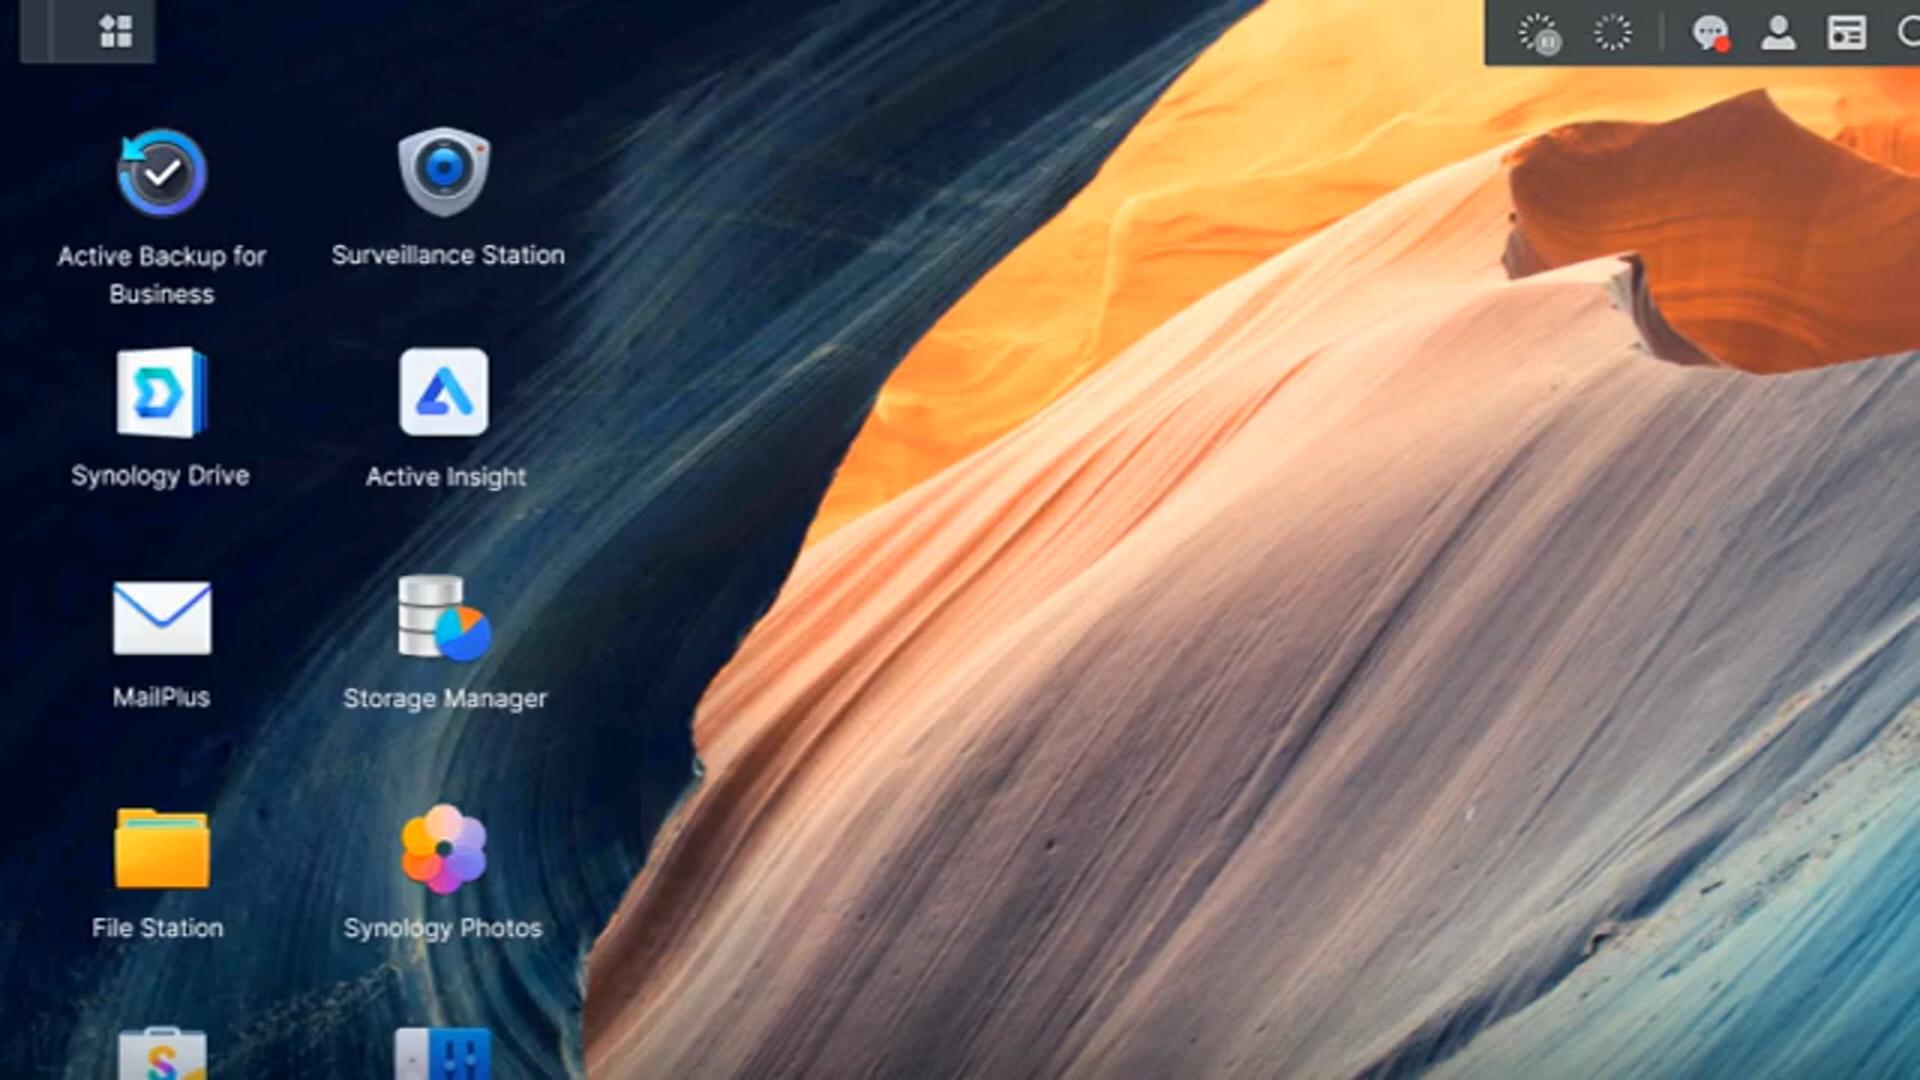 Active Backup for
Business
Surveillance Station
Synology Drive
Active Insight
MailPlus
Storage Manager
File Station
Synology Photos
S